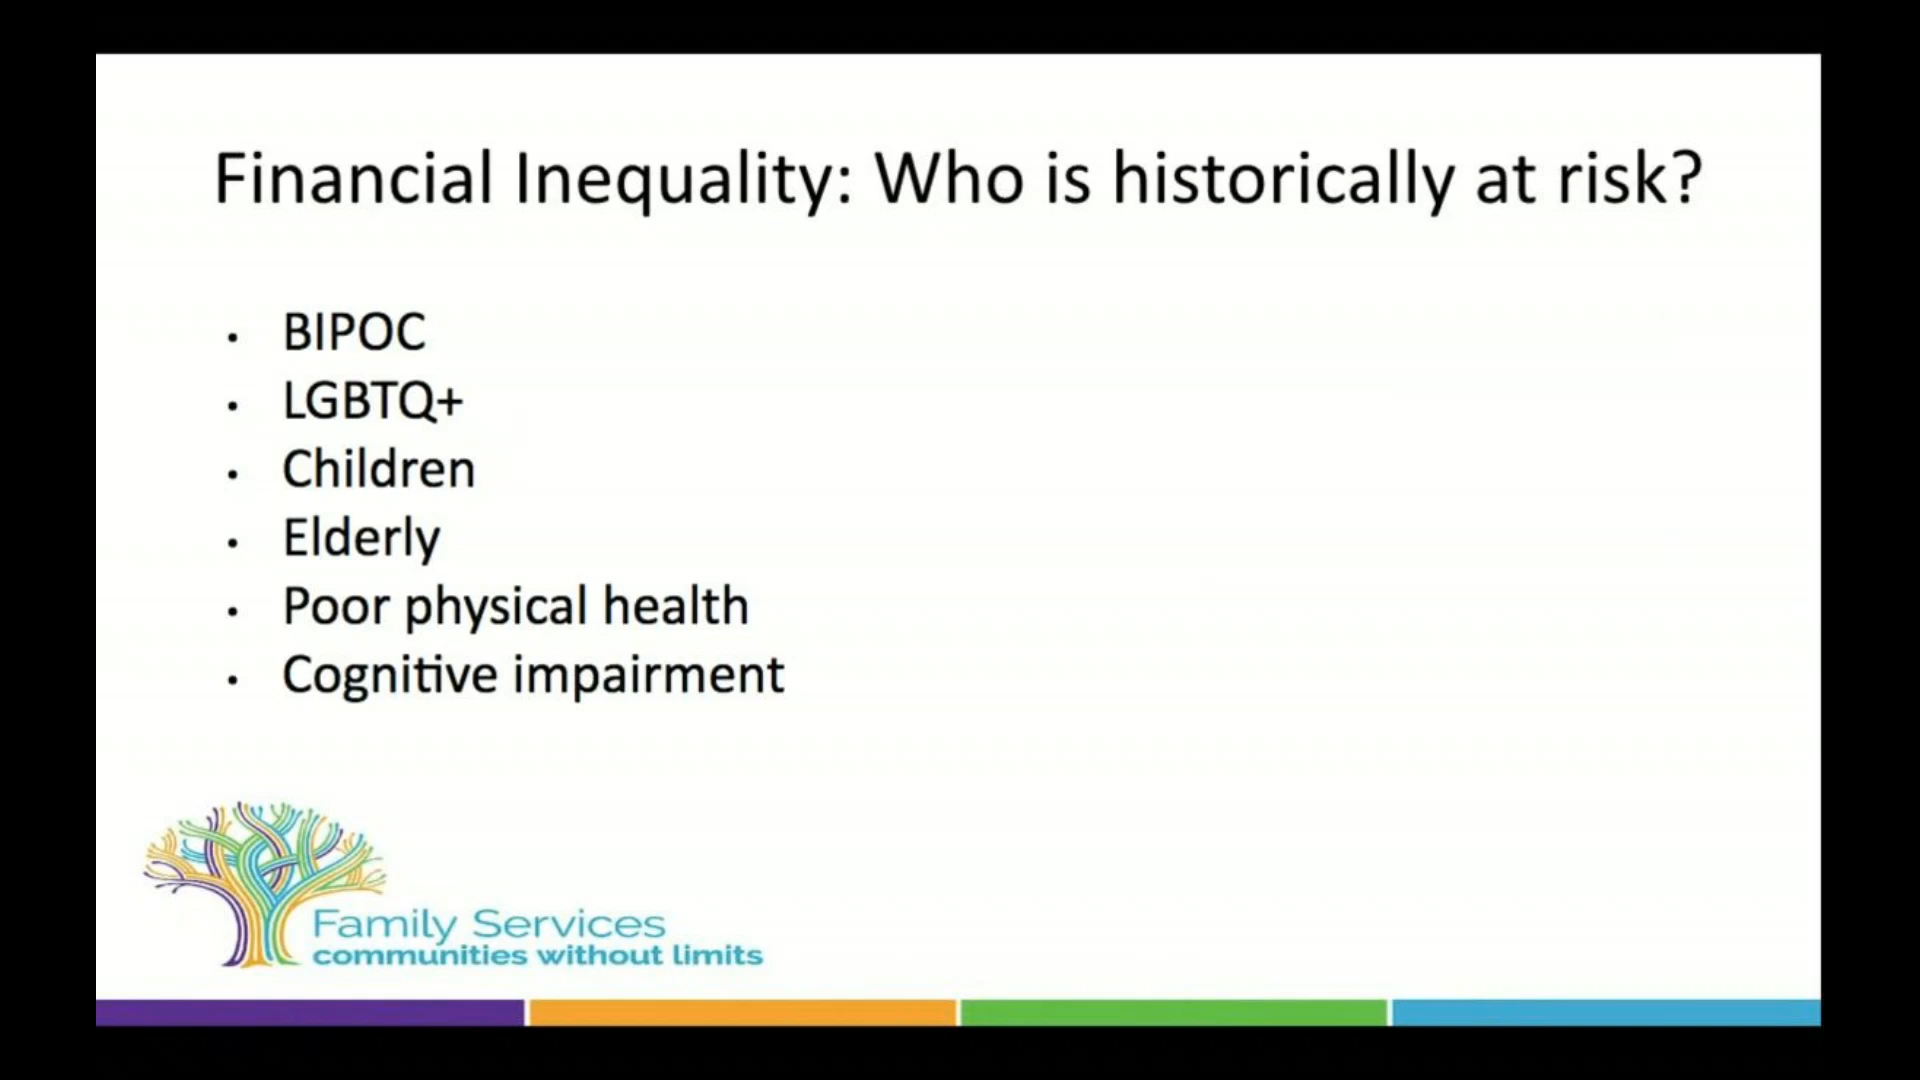 Financial Inequality: Who is historically at risk?
• BIPOC
• LGBTQ+
• Children
• Elderly
• Poor physical health
• Cognitive impairment
Family Services
communities without limits